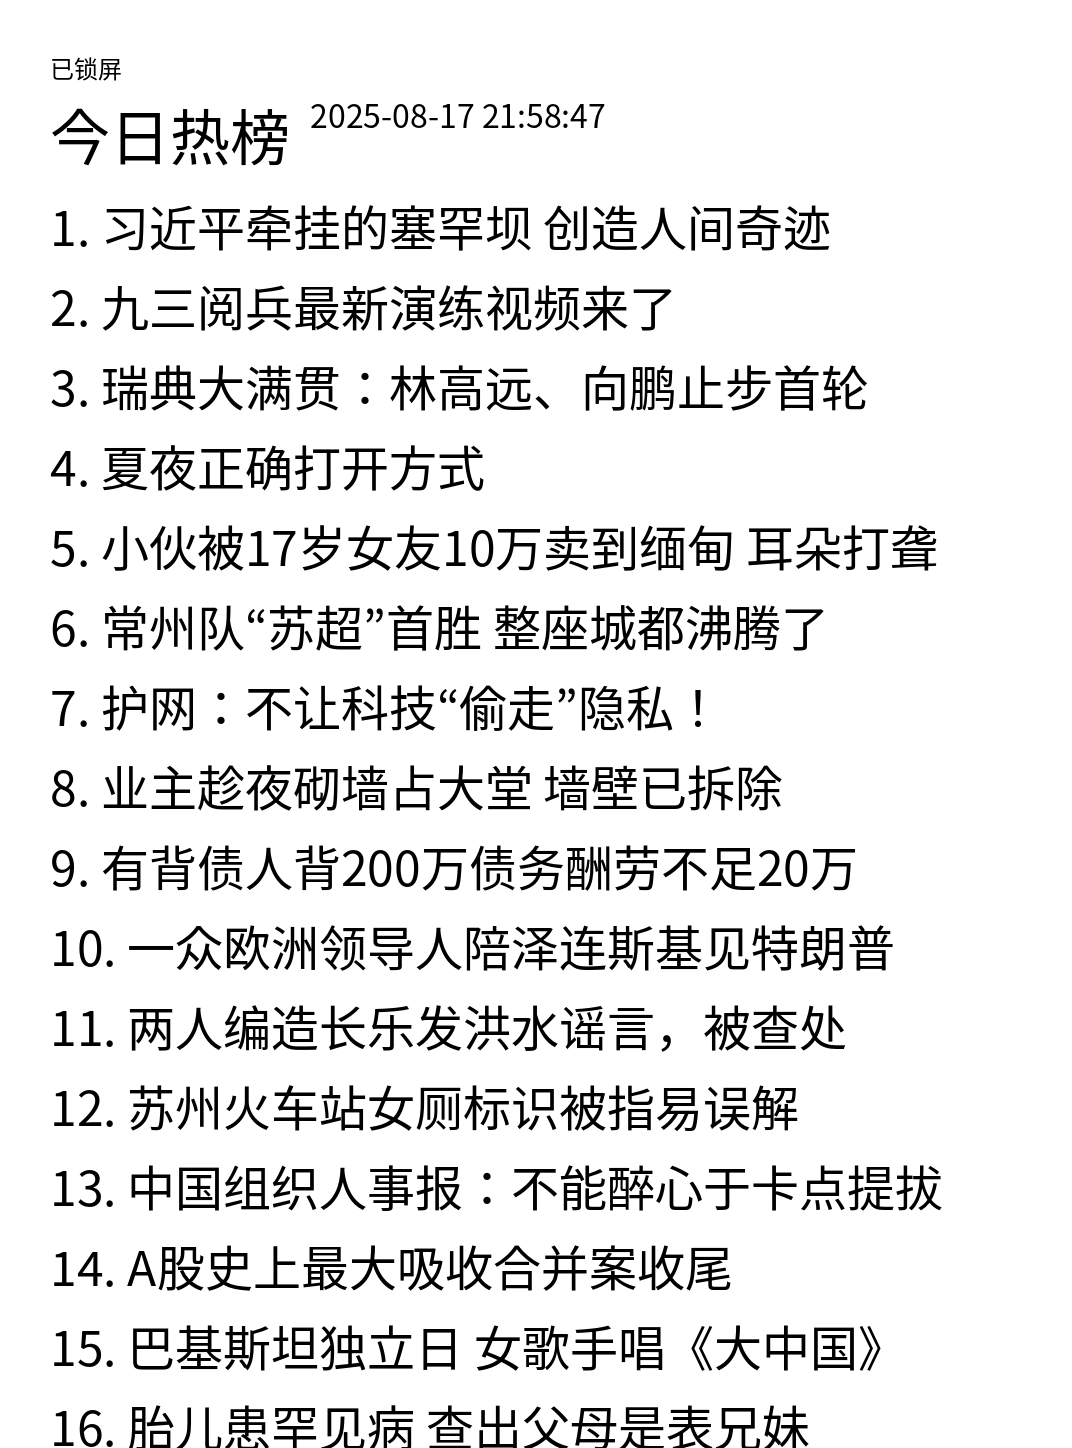 已锁屏
今日热榜 2025-08-17 21:58:47
1. 习近平牵挂的塞罕坝 创造人间奇迹
2. 九三阅兵最新演练视频来了
3. 瑞典大满贯：林高远、向鹏止步首轮
4. 夏夜正确打开方式
5. 小伙被17岁女友10万卖到缅甸 耳朵打聋
6. 常州队“苏超”首胜 整座城都沸腾了
7. 护网：不让科技“偷走”隐私！
8. 业主趁夜砌墙占大堂 墙壁已拆除
9. 有背债人背200万债务酬劳不足20万
10. 一众欧洲领导人陪泽连斯基见特朗普
11. 两人编造长乐发洪水谣言，被查处
12. 苏州火车站女厕标识被指易误解
13. 中国组织人事报：不能醉心于卡点提拔
14. A股史上最大吸收合并案收尾
15. 巴基斯坦独立日 女歌手唱《大中国》
16. 胎儿患罕见病 查出父母是表兄妹